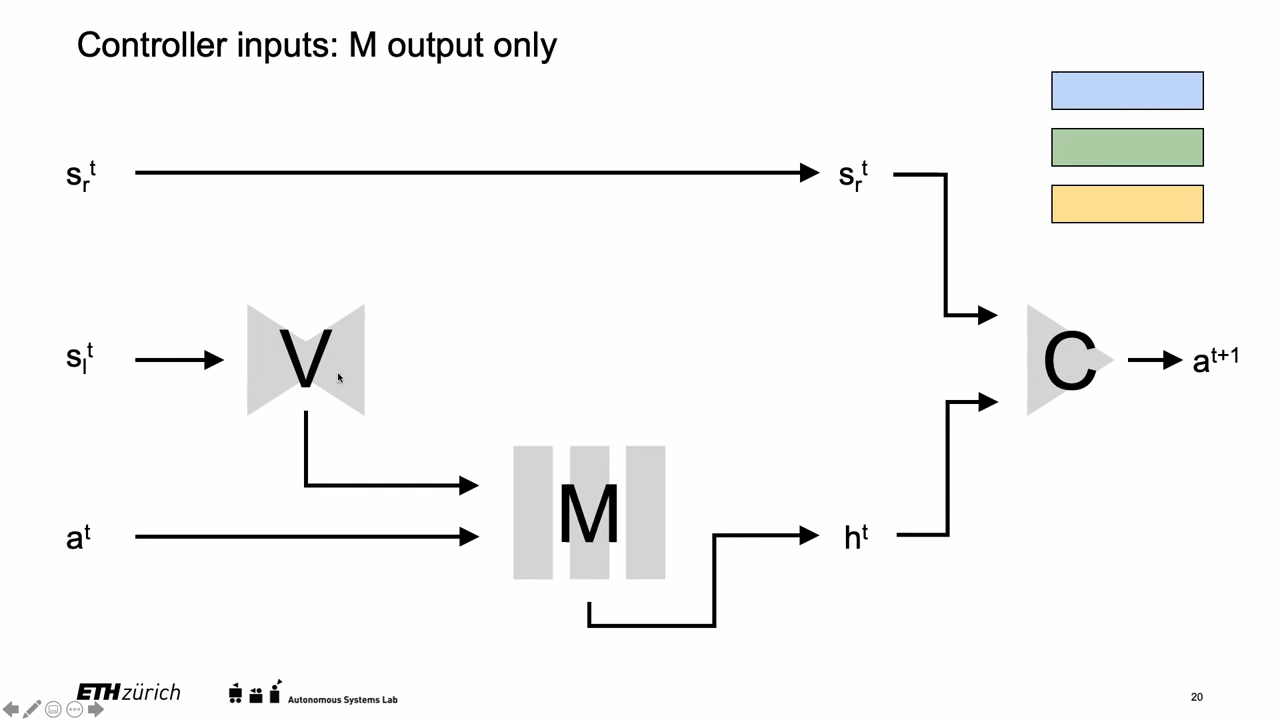 Controller inputs: M output only
sᵣᵗ
sᵣᵗ
sₗᵗ
V
C
aᵗ⁺¹
aᵗ
M
hᵗ
ETH zürich
Autonomous Systems Lab
20